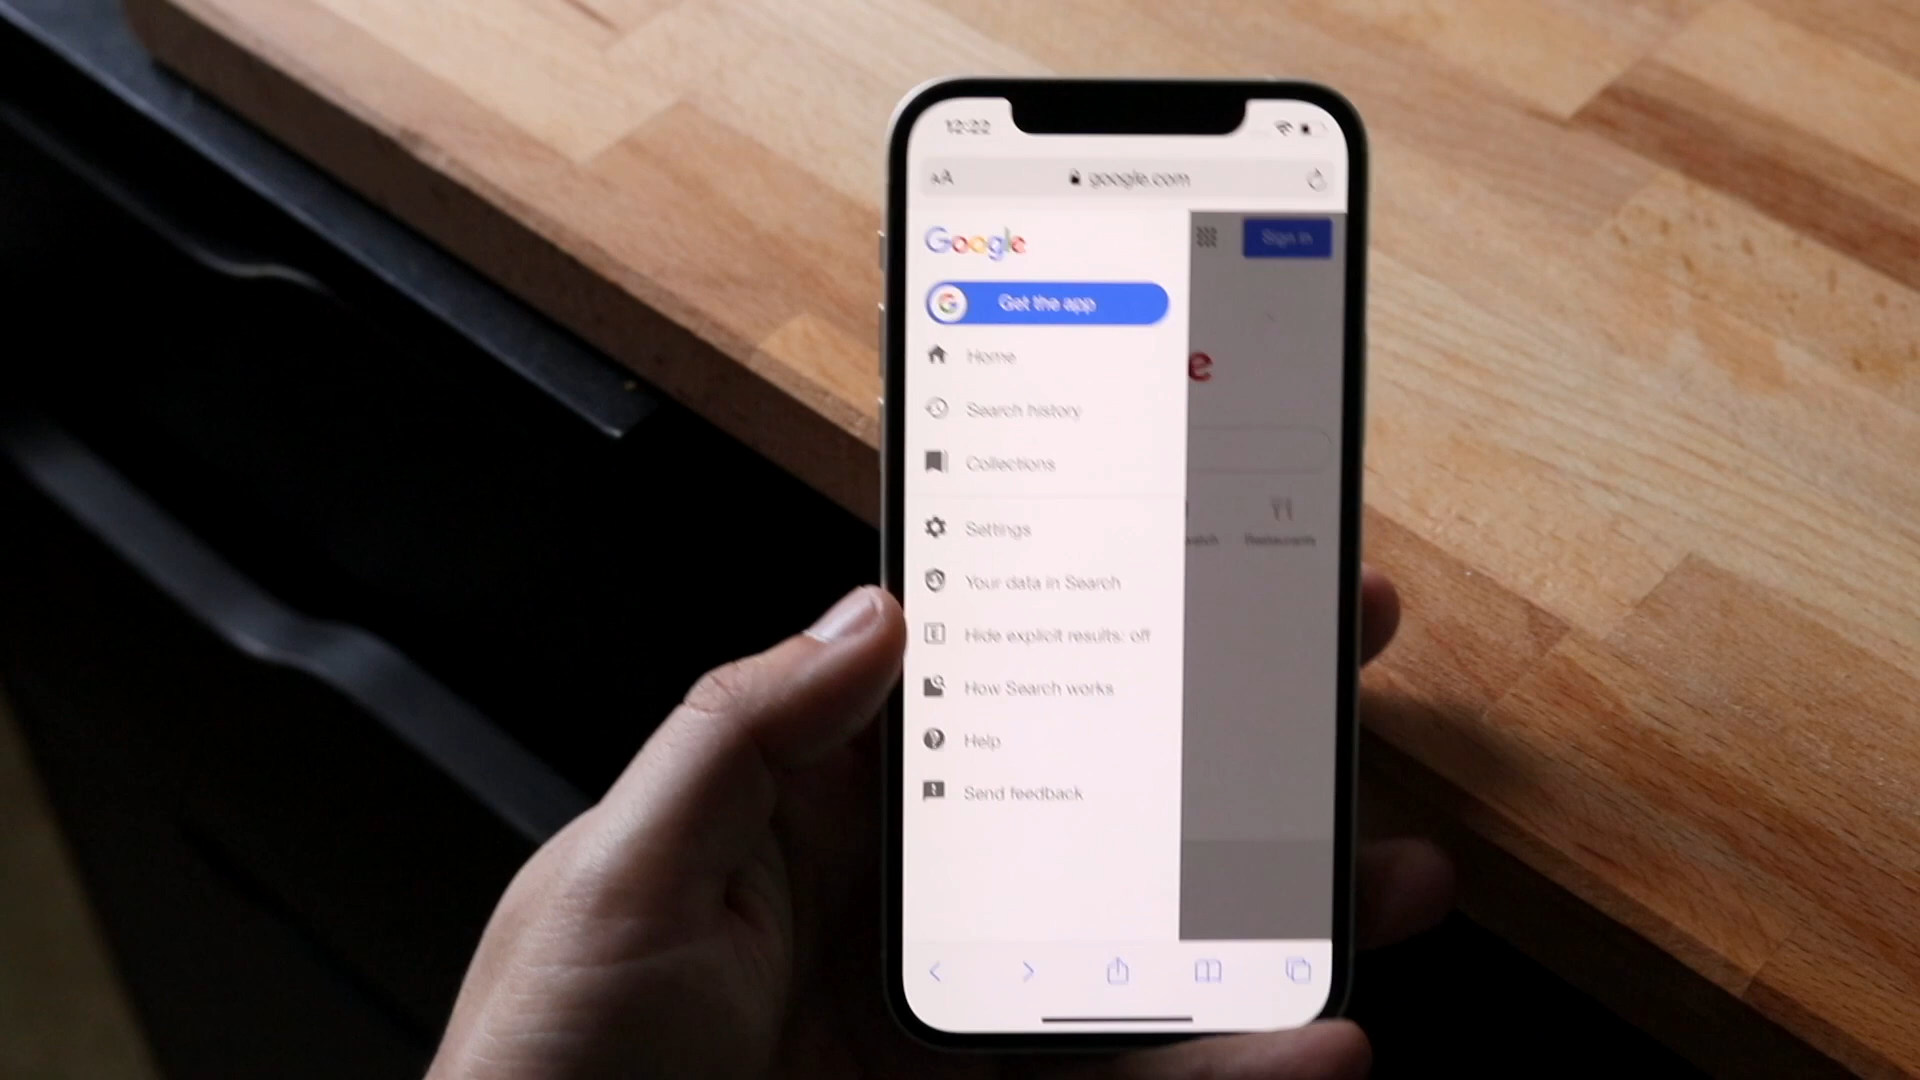 12:22
AA google.com
Google
Sign in
G Get the app
Home
e
Search history
Collections
Settings
Restaurants
Your data in Search
Hide explicit results: off
How Search works
Help
Send feedback